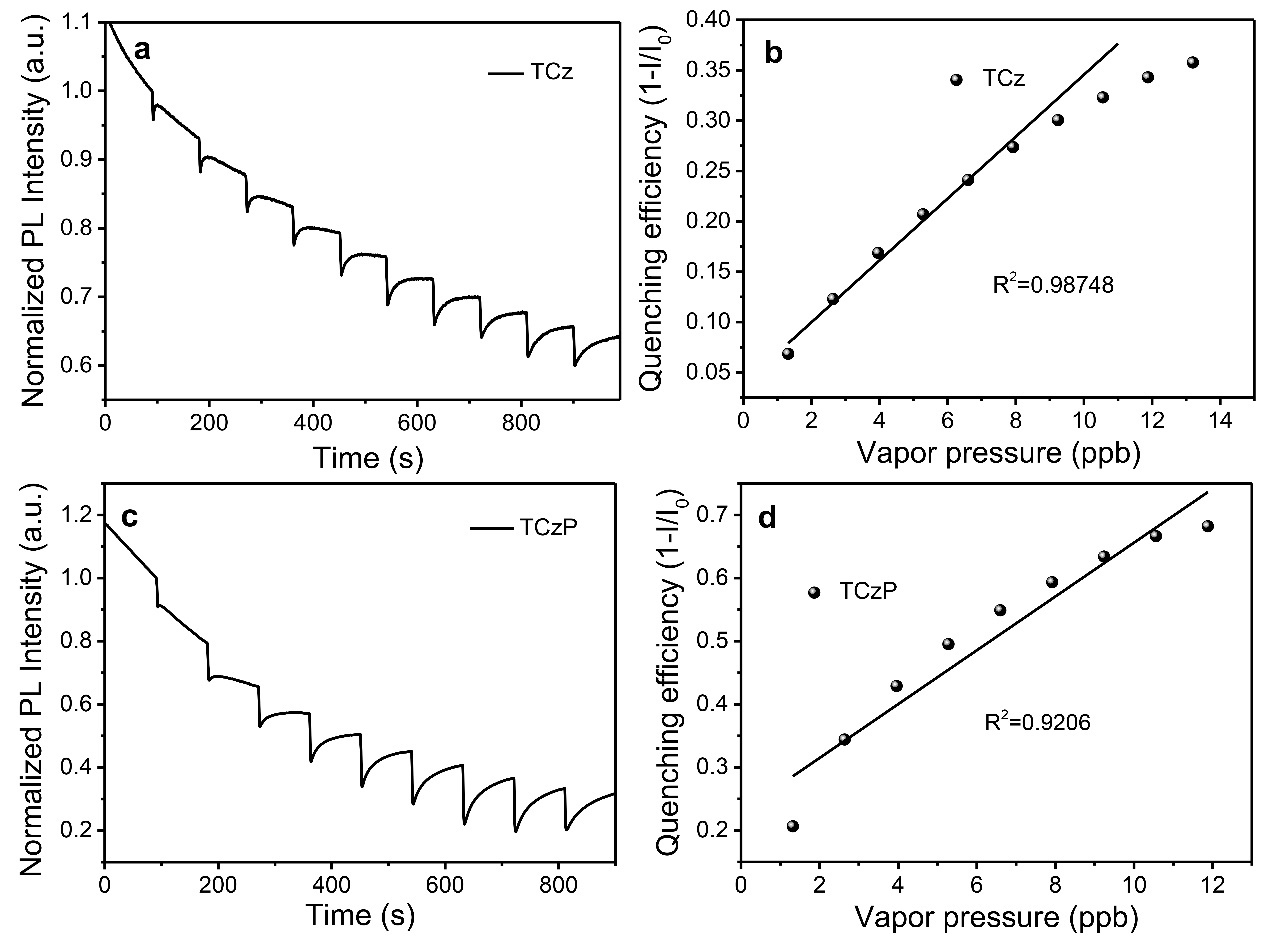 a
TCz
Normalized PL Intensity (a.u.)
1.1
1.0
0.9
0.8
0.7
0.6
0 200 400 600 800
Time (s)
b
TCz
R²=0.98748
Quenching efficiency (1-I/I₀)
0.40
0.35
0.30
0.25
0.20
0.15
0.10
0.05
0 2 4 6 8 10 12 14
Vapor pressure (ppb)
c
TCzP
Normalized PL Intensity (a.u.)
1.2
1.0
0.8
0.6
0.4
0.2
0 200 400 600 800
Time (s)
d
TCzP
R²=0.9206
Quenching efficiency (1-I/I₀)
0.7
0.6
0.5
0.4
0.3
0.2
0 2 4 6 8 10 12
Vapor pressure (ppb)